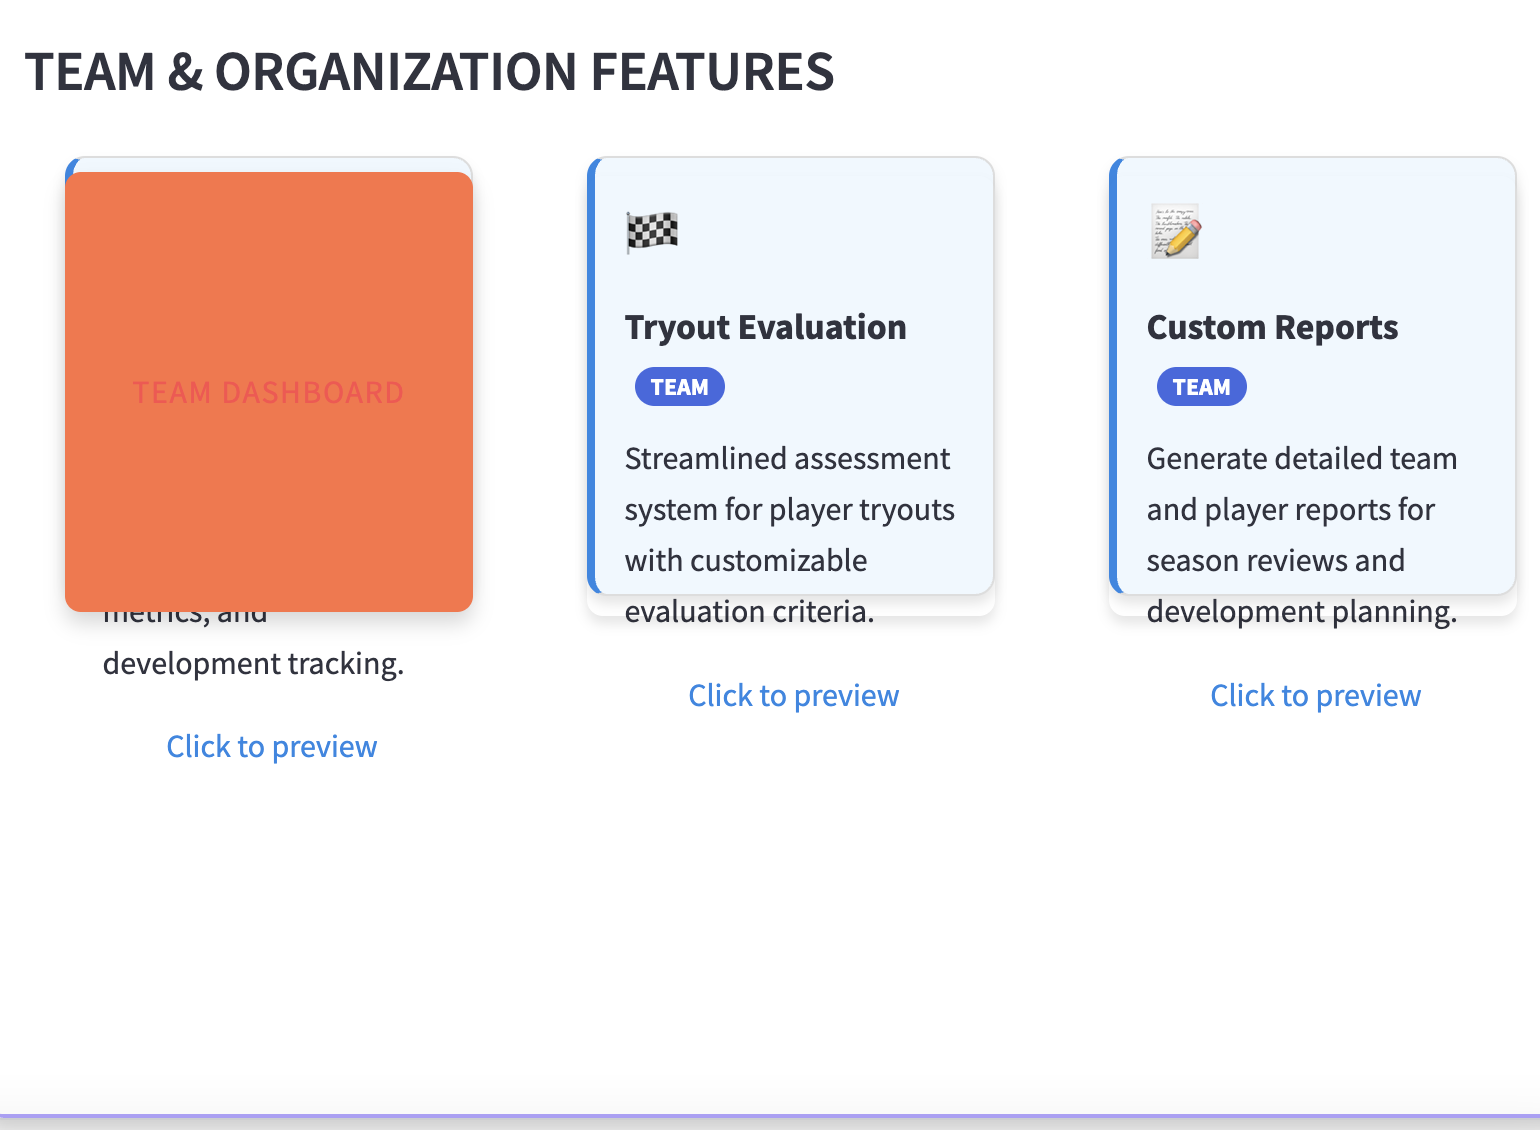 TEAM & ORGANIZATION FEATURES
TEAM DASHBOARD
metrics, and
development tracking.
Click to preview
Tryout Evaluation
TEAM
Streamlined assessment
system for player tryouts
with customizable
evaluation criteria.
Click to preview
Custom Reports
TEAM
Generate detailed team
and player reports for
season reviews and
development planning.
Click to preview